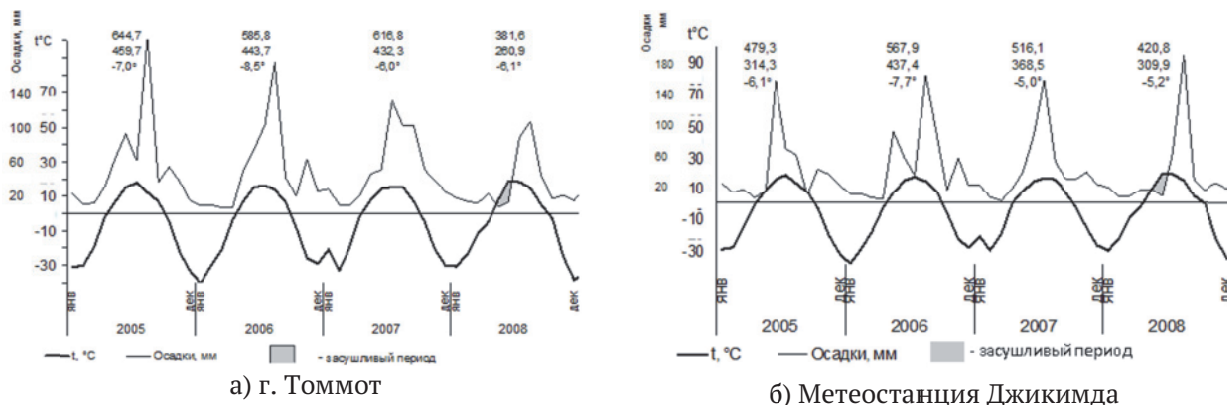 Осадки, мм
t°C
644,7
469,7
-7,0°
585,8
443,7
-8,5°
616,8
432,3
-6,0°
381,6
260,9
-6,1°
140 70
100 50
60 30
20 10
-10
-30
янв
дек
янв
дек
янв
дек
2005
2006
2007
2008
t, °C
Осадки, мм
- засушливый период
а) г. Томмот
Осадки
мм
t°C
479,3
314,3
-6,1°
567,9
437,4
-7,7°
516,1
368,5
-5,0°
420,8
309,9
-5,2°
180 90
140 70
100 50
60 30
20 10
-10
-30
янв
дек
янв
дек
янв
дек
янв
дек
2005
2006
2007
2008
t, °C
Осадки, мм
- засушливый период
б) Метеостанция Джикимда